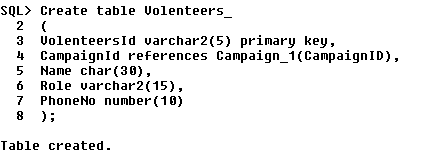 SQL> Create table Volenteers_
2 (
3 VolenteersId varchar2(5) primary key,
4 CampaignId references Campaign_1(CampaignID),
5 Name char(30),
6 Role varchar2(15),
7 PhoneNo number(10)
8 );
Table created.